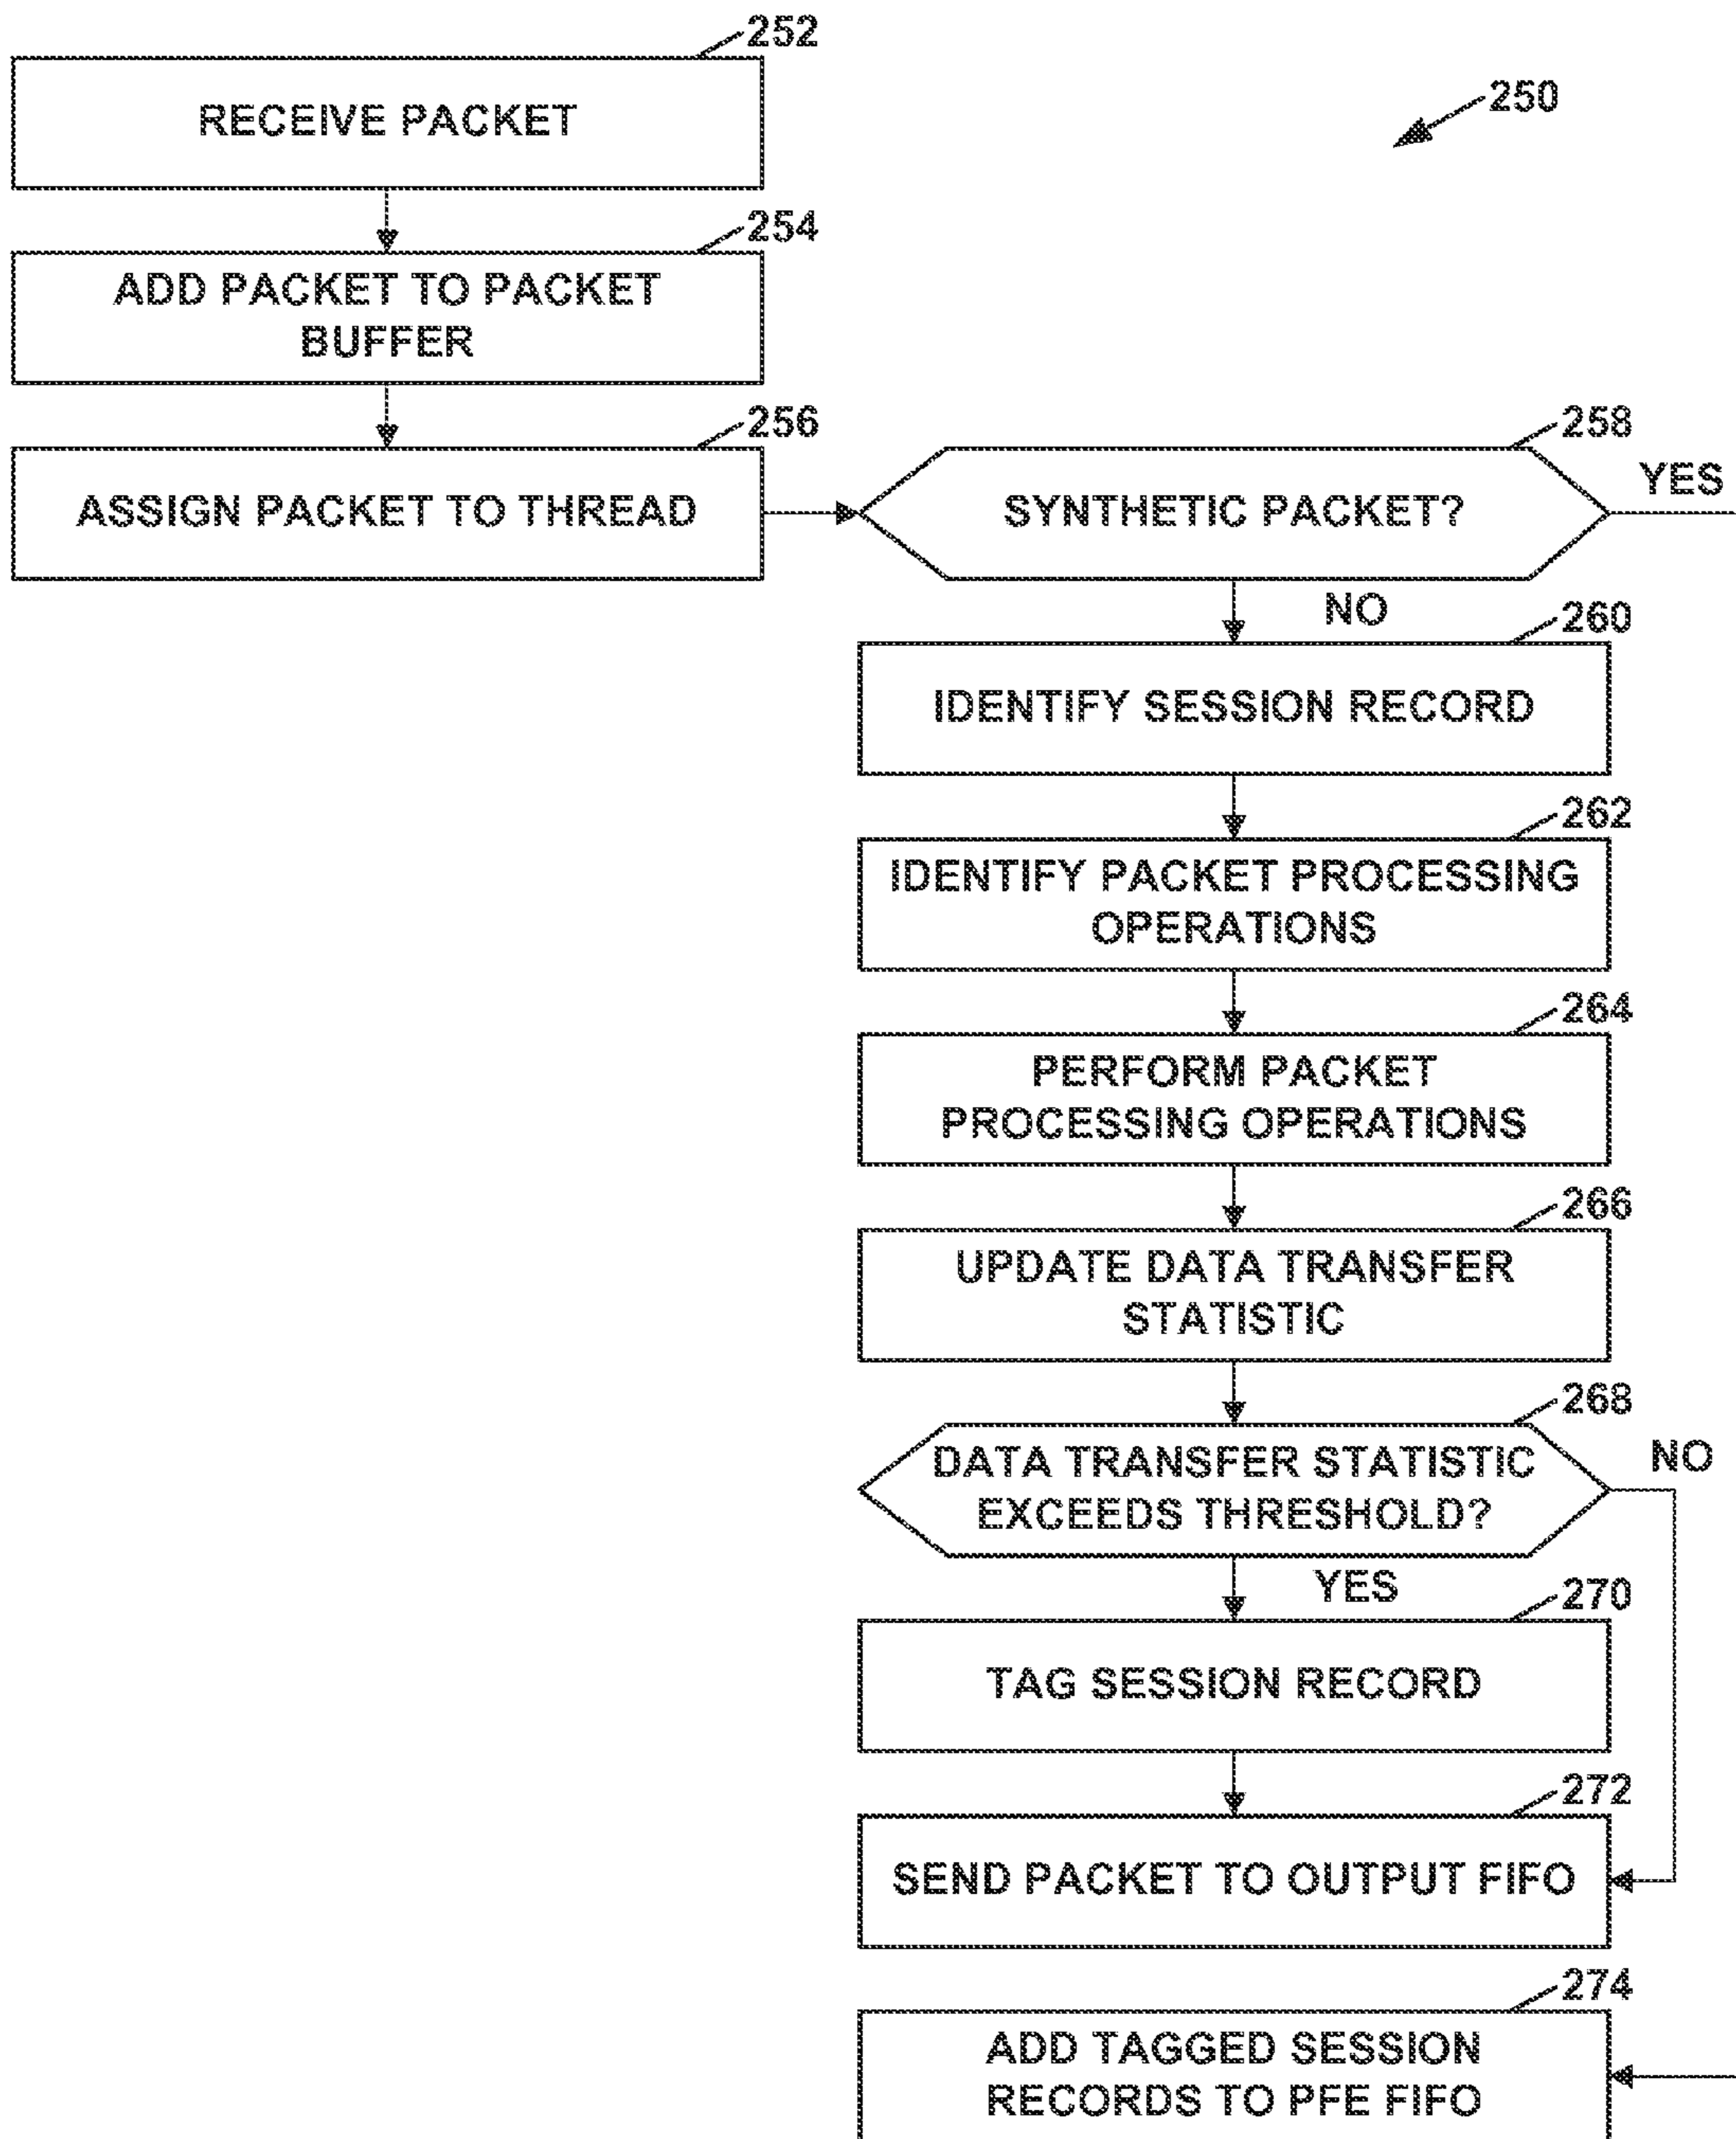 252
RECEIVE PACKET
250
254
ADD PACKET TO PACKET
BUFFER
256
ASSIGN PACKET TO THREAD
258
SYNTHETIC PACKET?
YES
NO
260
IDENTIFY SESSION RECORD
262
IDENTIFY PACKET PROCESSING
OPERATIONS
264
PERFORM PACKET
PROCESSING OPERATIONS
266
UPDATE DATA TRANSFER
STATISTIC
268
DATA TRANSFER STATISTIC
EXCEEDS THRESHOLD?
NO
YES
270
TAG SESSION RECORD
272
SEND PACKET TO OUTPUT FIFO
274
ADD TAGGED SESSION
RECORDS TO PFE FIFO